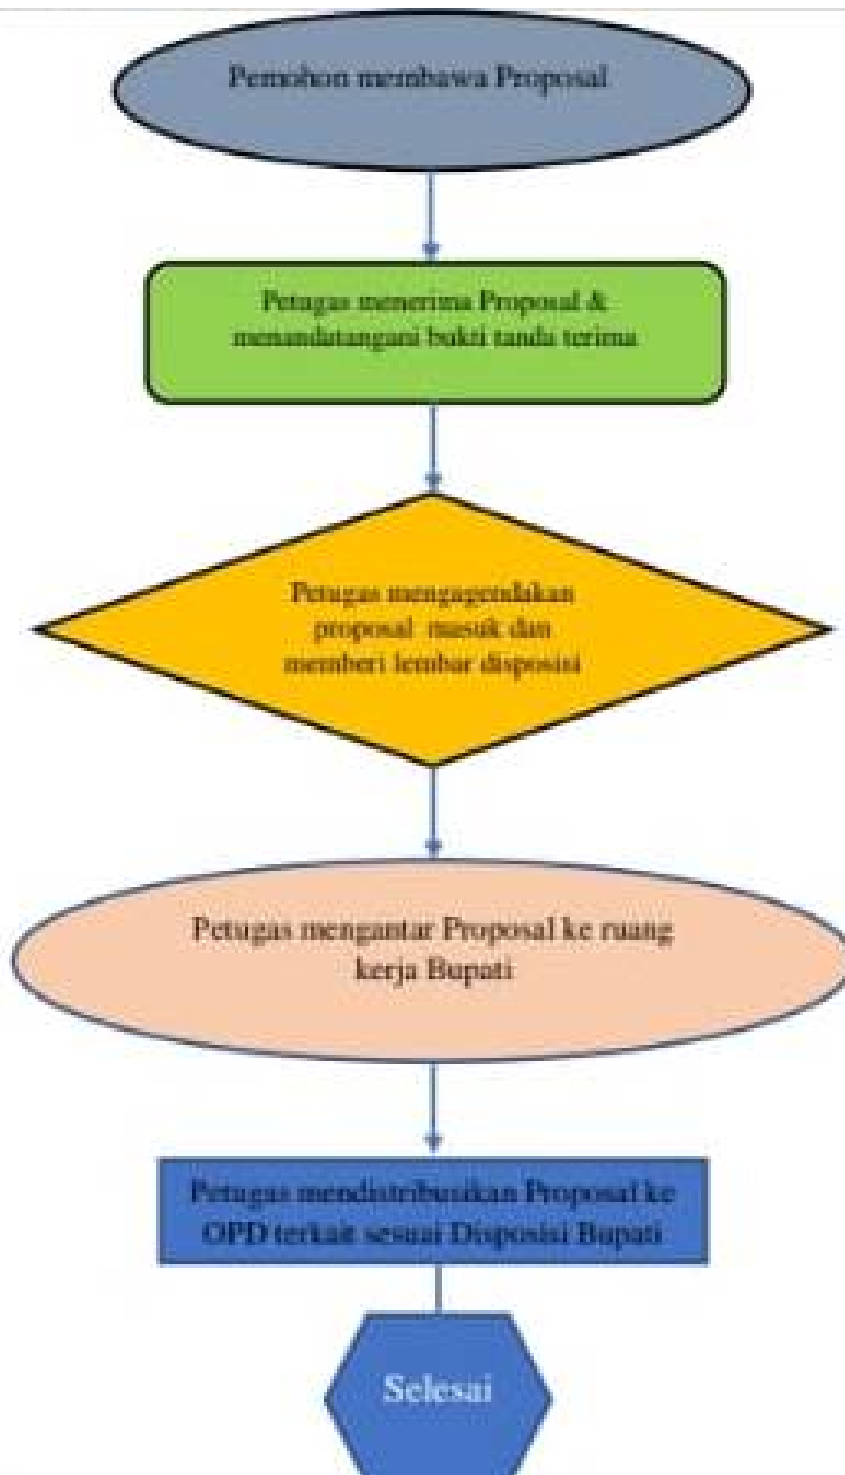 Pemohon membawa Proposal
Petugas menerima Proposal &
menandatangani bukti tanda terima
Petugas mengagendakan
proposal masuk dan
memberi lembar disposisi
Petugas mengantar Proposal ke ruang
kerja Bupati
Petugas mendistribusikan Proposal ke
OPD terkait sesuai Disposisi Bupati
Selesai